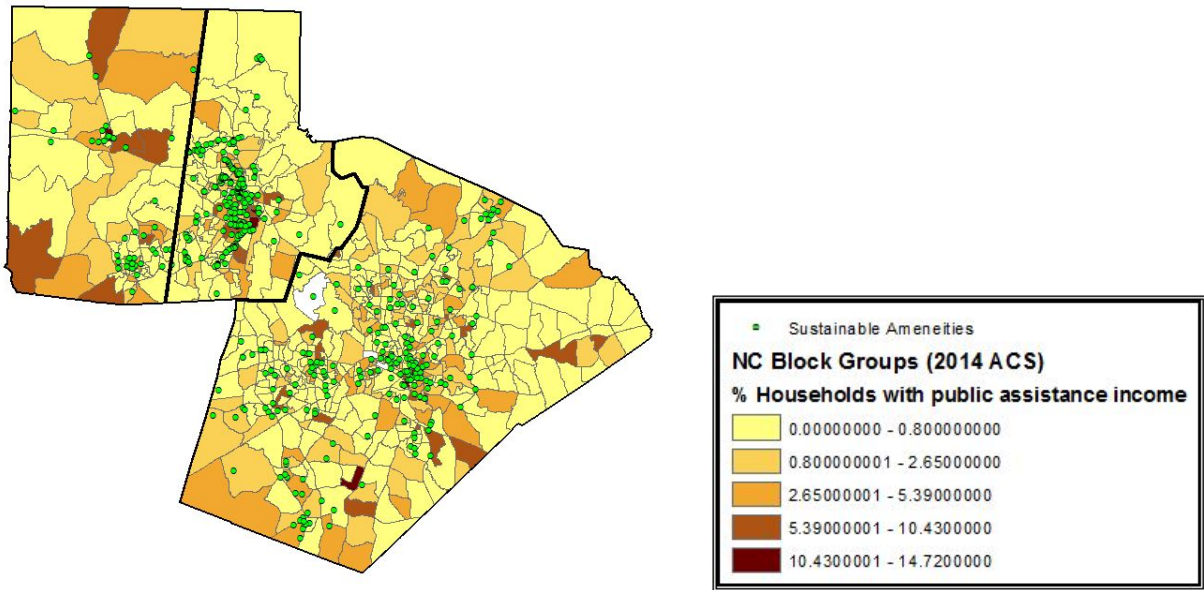 Sustainable Ameneities
NC Block Groups (2014 ACS)
% Households with public assistance income
0.00000000 - 0.800000000
0.800000001 - 2.65000000
2.65000001 - 5.39000000
5.39000001 - 10.4300000
10.4300001 - 14.7200000